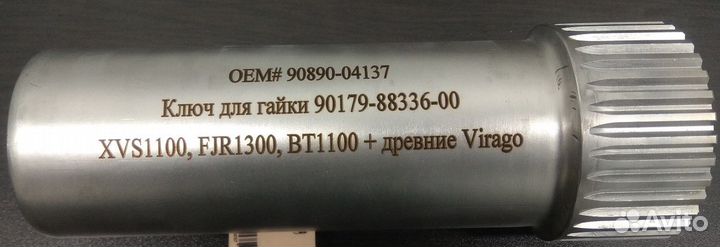 OEM# 90890-04137
Ключ для гайки 90179-88336-00
XVS1100, FJR1300, BT1100 + древние Virago
Avito